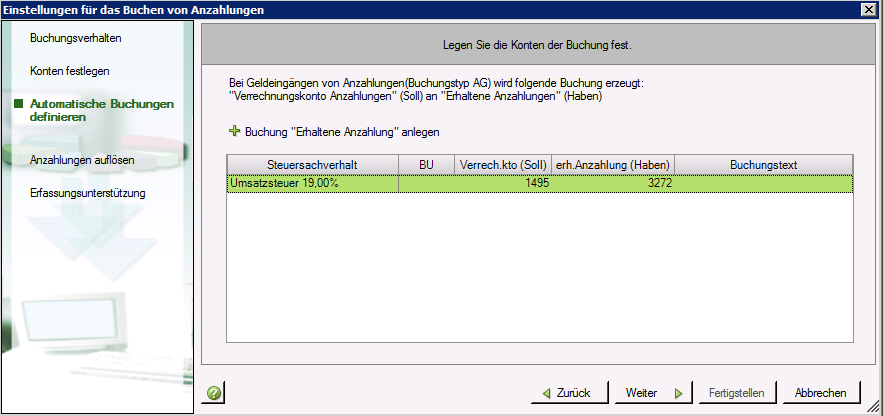 Einstellungen für das Buchen von Anzahlungen
Buchungsverhalten
Konten festlegen
Automatische Buchungen
definieren
Anzahlungen auflösen
Erfassungsunterstützung
Legen Sie die Konten der Buchung fest.
Bei Geldeingängen von Anzahlungen(Buchungstyp AG) wird folgende Buchung erzeugt:
"Verrechnungskonto Anzahlungen" (Soll) an "Erhaltene Anzahlungen" (Haben)
Buchung "Erhaltene Anzahlung" anlegen
Steuersachverhalt BU Verrech.kto (Soll) erh.Anzahlung (Haben) Buchungstext
Umsatzsteuer 19,00% 1495 3272
? Zurück Weiter Fertigstellen Abbrechen